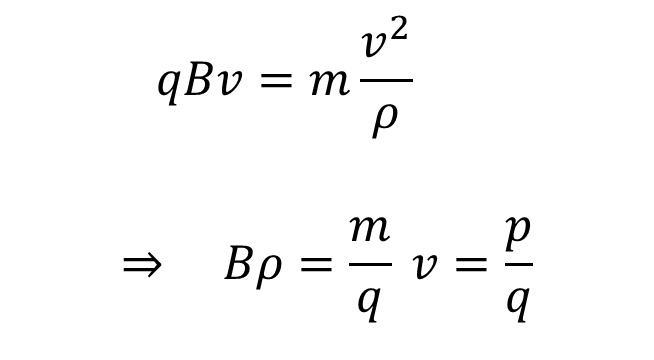 qBv = m v² / ρ
⇒ Bρ = m/q v = p/q